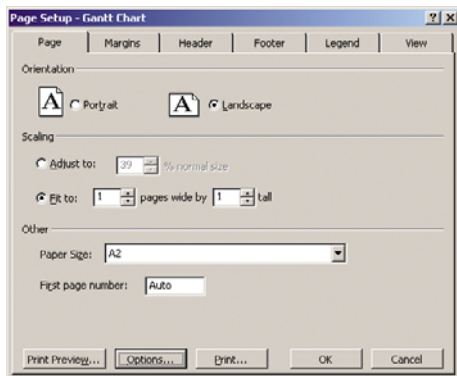 Page Setup - Gantt Chart
Page Margins Header Footer Legend View
Orientation
A Portrait A Landscape
Scaling
Adjust to: 39 % normal size
Fit to: 1 pages wide by 1 tall
Other
Paper Size: A2
First page number: Auto
Print Preview... Options... Print... OK Cancel